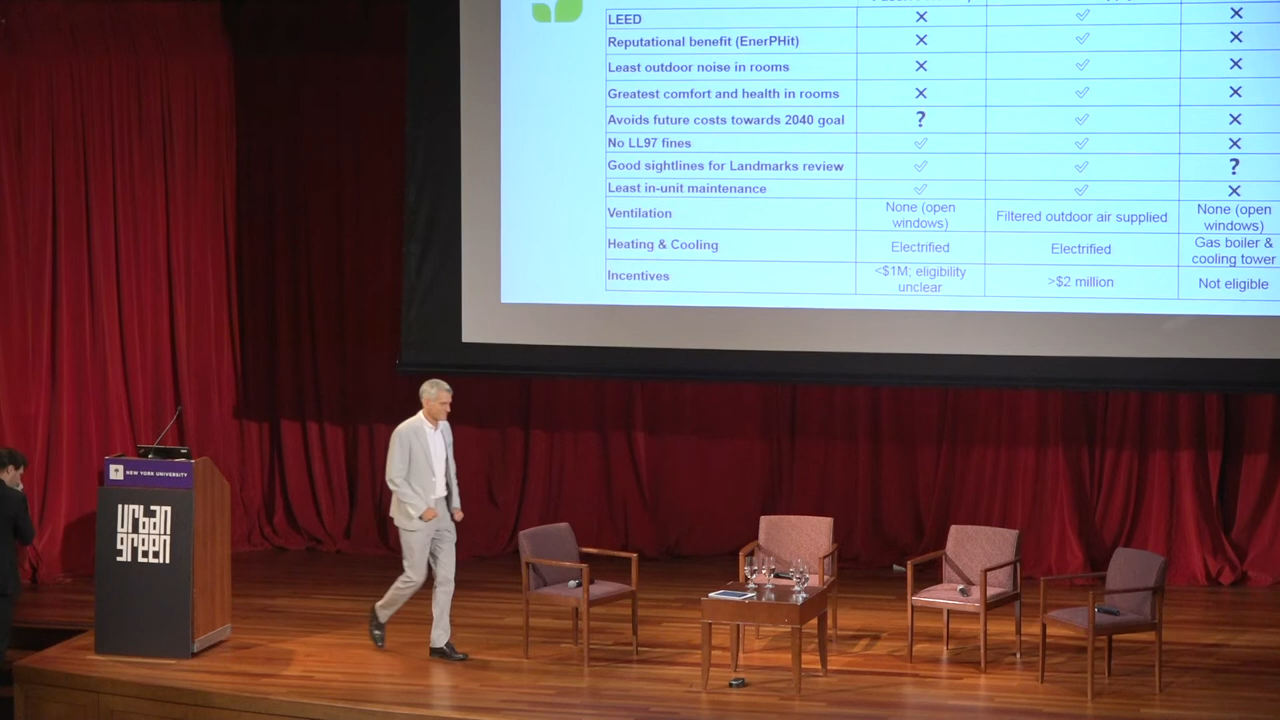 LEED
Reputational benefit (EnerPHit)
Least outdoor noise in rooms
Greatest comfort and health in rooms
Avoids future costs towards 2040 goal ?
No LL97 fines
Good sightlines for Landmarks review ?
Least in-unit maintenance
Ventilation None (open windows) Filtered outdoor air supplied None (open windows)
Heating & Cooling Electrified Electrified Gas boiler & cooling tower
Incentives <$1M; eligibility unclear >$2 million Not eligible
NEW YORK UNIVERSITY
urban
green